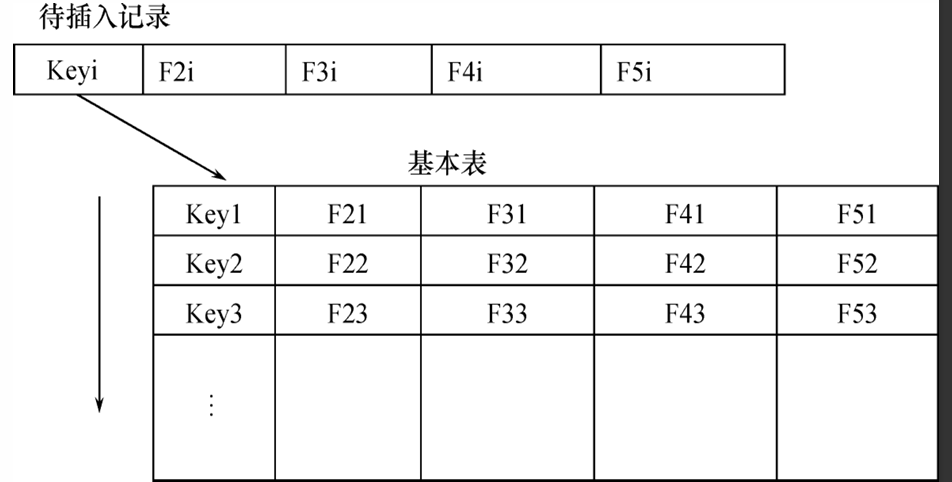 待插入记录
Keyi F2i F3i F4i F5i
基本表
Key1 F21 F31 F41 F51
Key2 F22 F32 F42 F52
Key3 F23 F33 F43 F53
⋮